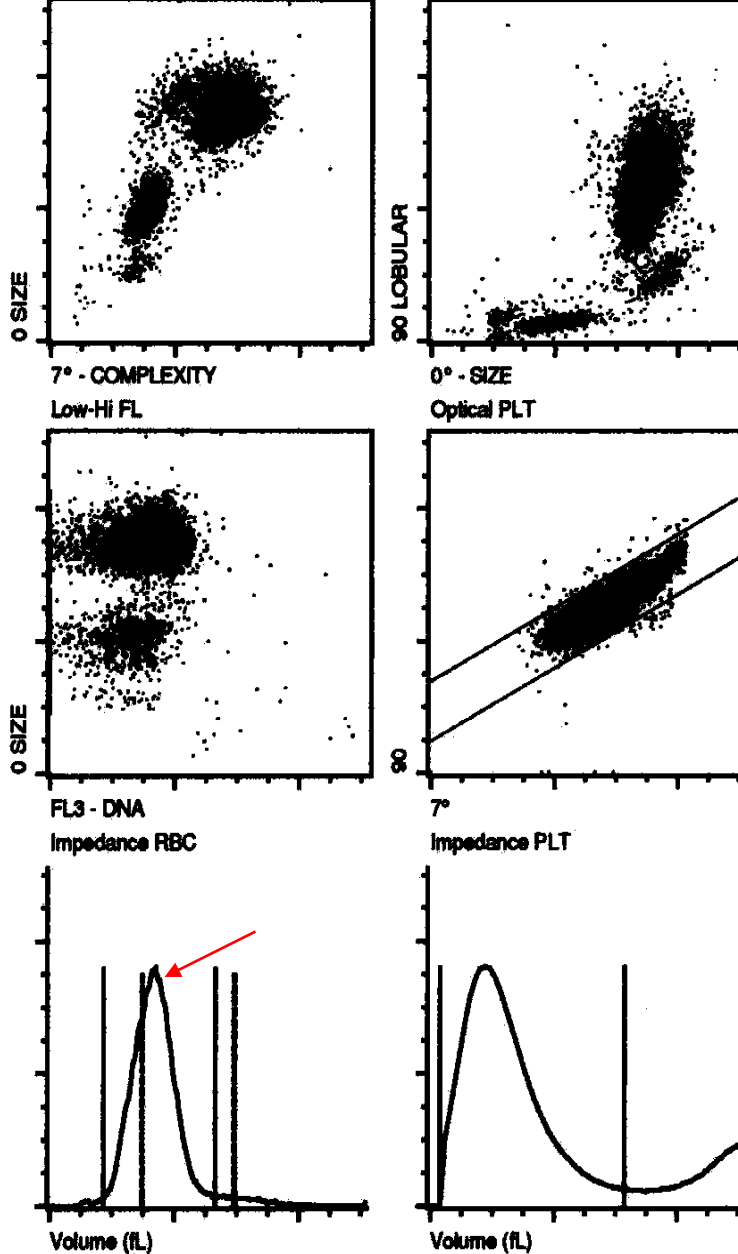 0 SIZE
7° - COMPLEXITY
90 LOBULAR
0° - SIZE
Low-Hi FL
Optical PLT
0 SIZE
FL3 - DNA
90
7°
Impedance RBC
Impedance PLT
Volume (fL)
Volume (fL)